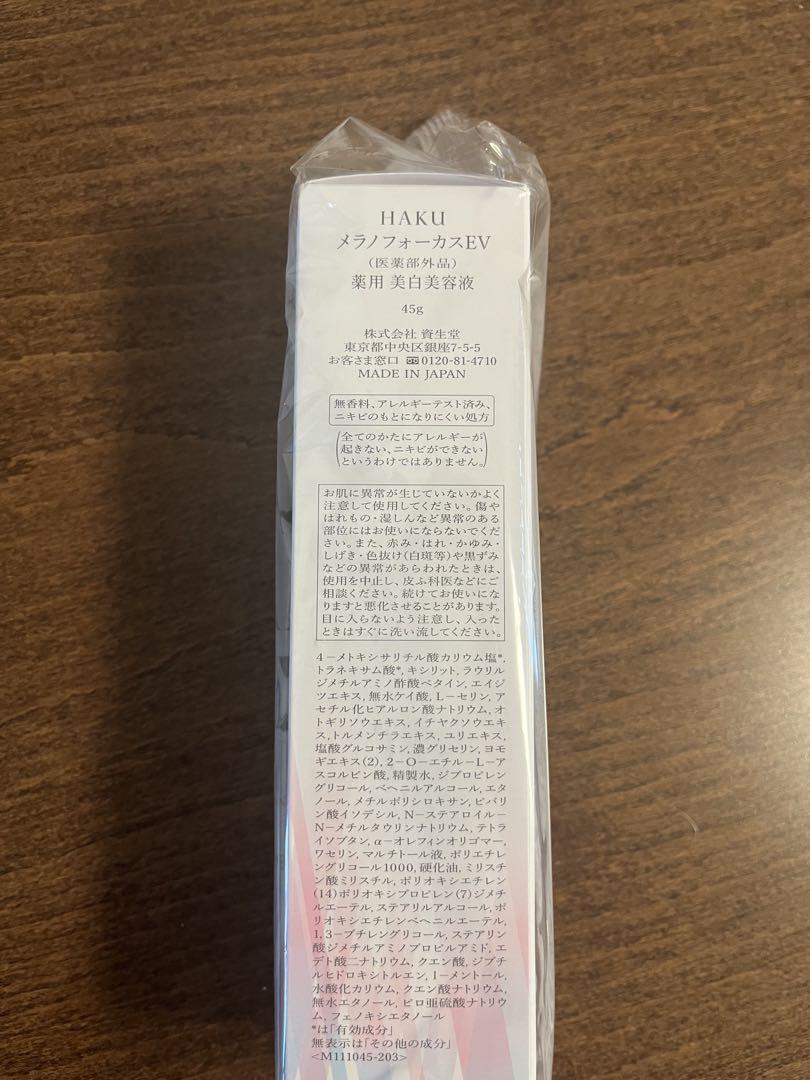 HAKU
メラノフォーカスEV
（医薬部外品）
薬用 美白美容液
45g
株式会社 資生堂
東京都中央区銀座7-5-5
お客さま窓口 0120-81-4710
MADE IN JAPAN
無香料、アレルギーテスト済み、
ニキビのもとになりにくい処方
(全てのかたにアレルギーが
起きない、ニキビができない
というわけではありません。)
お肌に異常が生じていないかよく
注意して使用してください。傷や
はれもの・湿しんなど異常のある
部位にはお使いにならないでくだ
さい。また、赤み・はれ・かゆみ・
しげき・色抜け(白斑等)や黒ずみ
などの異常があらわれたときは、
使用を中止し、皮ふ科医などにご
相談ください。続けてお使いにな
りますと悪化させることがあります。
目に入らないよう注意し、入った
ときはすぐに洗い流してください。
4−メトキシサリチル酸カリウム塩*,
トラネキサム酸*, キシリット, ラウリル
ジメチルアミノ酢酸ベタイン, エイジ
ツエキス, 無水ケイ酸, L−セリン, ア
セチル化ヒアルロン酸ナトリウム, オ
トギリソウエキス, イチヤクソウエキ
ス,トルメンチラエキス, ユリエキス,
塩酸グルコサミン, 濃グリセリン, ヨモ
ギエキス(2), 2−O−エチル−L−ア
スコルビン酸, 精製水, ジプロピレン
グリコール, ベヘニルアルコール, エタ
ノール, メチルポリシロキサン, ピバリ
ン酸イソデシル, N−ステアロイル−
N−メチルタウリンナトリウム, テトラ
イソブタン, α−オレフィンオリゴマー,
ワセリン, マルチトール液, ポリエチレ
ングリコール1000, 硬化油, ミリスチ
ン酸ミリスチル, ポリオキシエチレン
(14)ポリオキシプロピレン(7)ジメチ
ルエーテル, ステアリルアルコール, ポ
リオキシエチレンベヘニルエーテル,
1, 3−ブチレングリコール, ステアリン
酸ジメチルアミノプロピルアミド, エ
デト酸二ナトリウム, クエン酸, ジブチ
ルヒドロキシトルエン, l−メントール,
水酸化カリウム, クエン酸ナトリウム,
無水エタノール, ピロ亜硫酸ナトリウ
ム, フェノキシエタノール
*は「有効成分」
無表示は「その他の成分」
<M111045-203>